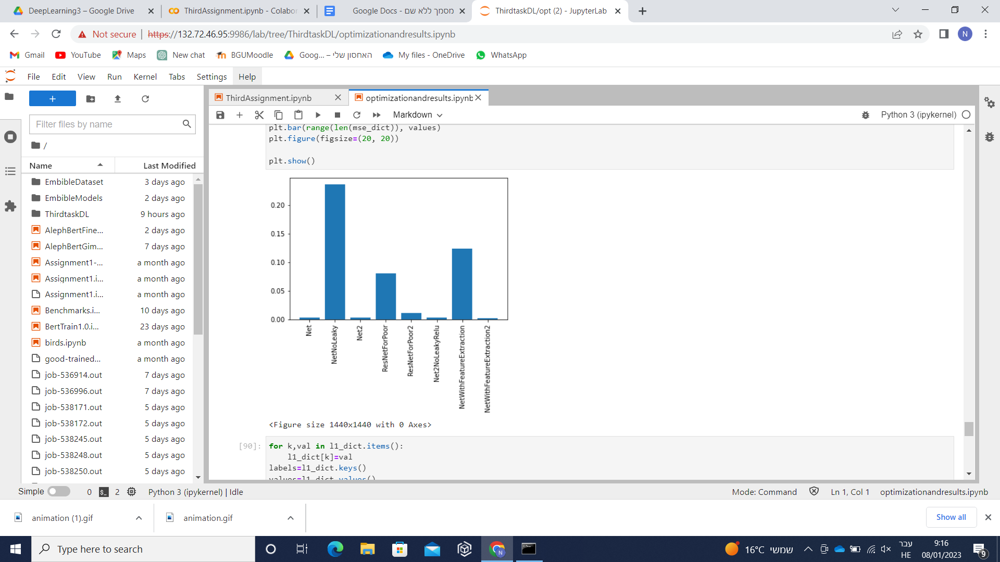 DeepLearning3 – Google Drive
ThirdAssignment.ipynb - Colabor
Google Docs - מסמך ללא שם
ThirdtaskDL/opt (2) - JupyterLab
Not secure | https://132.72.46.95:9986/lab/tree/ThirdtaskDL/optimizationandresults.ipynb
N
Gmail
YouTube
Maps
New chat
BGUMoodle
Goog... – האחסון שלי
My files - OneDrive
WhatsApp
File Edit View Run Kernel Tabs Settings Help
ThirdAssignment.ipynb
optimizationandresults.ipynb
Filter files by name
Markdown
Python 3 (ipykernel)
/
Name Last Modified
EmbibleDataset 3 days ago
EmbibleModels 2 days ago
ThirdtaskDL 9 hours ago
AlephBertFine... 2 days ago
AlephBertGim... 7 days ago
Assignment1-... a month ago
Assignment1.i... a month ago
Assignment1.i... a month ago
Benchmarks.i... 10 days ago
BertTrain1.0.i... 23 days ago
birds.ipynb a month ago
good-trained... a month ago
job-536914.out 7 days ago
job-536996.out 7 days ago
job-538171.out 5 days ago
job-538172.out 5 days ago
job-538245.out 5 days ago
job-538248.out 5 days ago
job-538250.out 5 days ago
plt.bar(range(len(mse_dict)), values)
plt.figure(figsize=(20, 20))
plt.show()
0.20
0.15
0.10
0.05
0.00
Net
NetNoLeaky
Net2
ResNetForPoor
ResNetForPoor2
Net2NoLeakyRelu
NetWithFeatureExtraction
NetWithFeatureExtraction2
<Figure size 1440x1440 with 0 Axes>
[90]:
for k,val in l1_dict.items():
    l1_dict[k]=val
labels=l1_dict.keys()
values=l1_dict.values()
Simple 0 $_ 2 Python 3 (ipykernel) | Idle
Mode: Command Ln 1, Col 1 optimizationandresults.ipynb
animation (1).gif
animation.gif
Show all
Type here to search
N
16°C שמשי
עבר
HE
9:16
08/01/2023
9